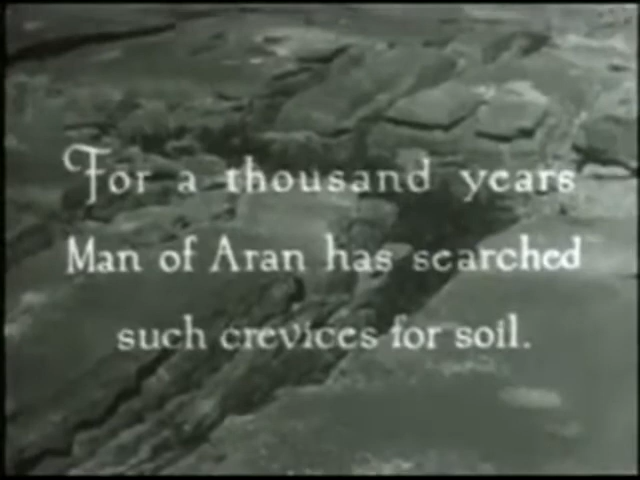 For a thousand years
Man of Aran has searched
such crevices for soil.